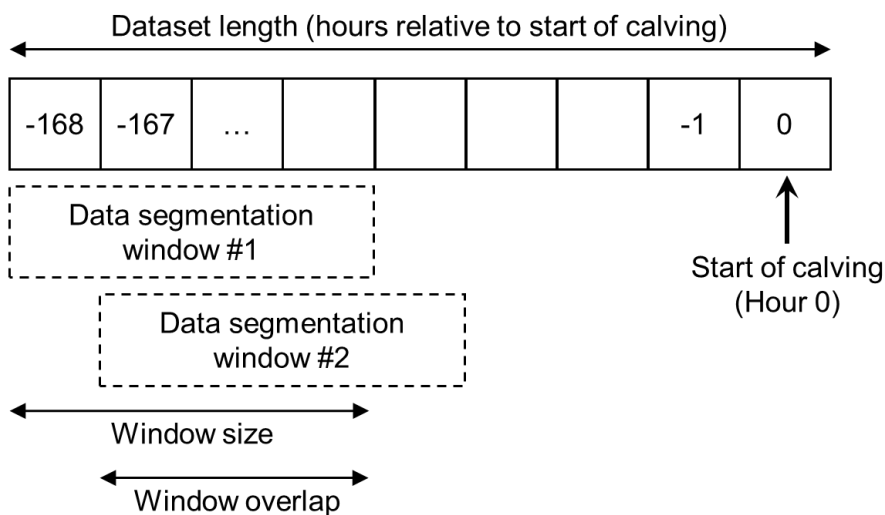 Dataset length (hours relative to start of calving)
-168 -167 ... -1 0
Data segmentation
window #1
Data segmentation
window #2
Start of calving
(Hour 0)
Window size
Window overlap